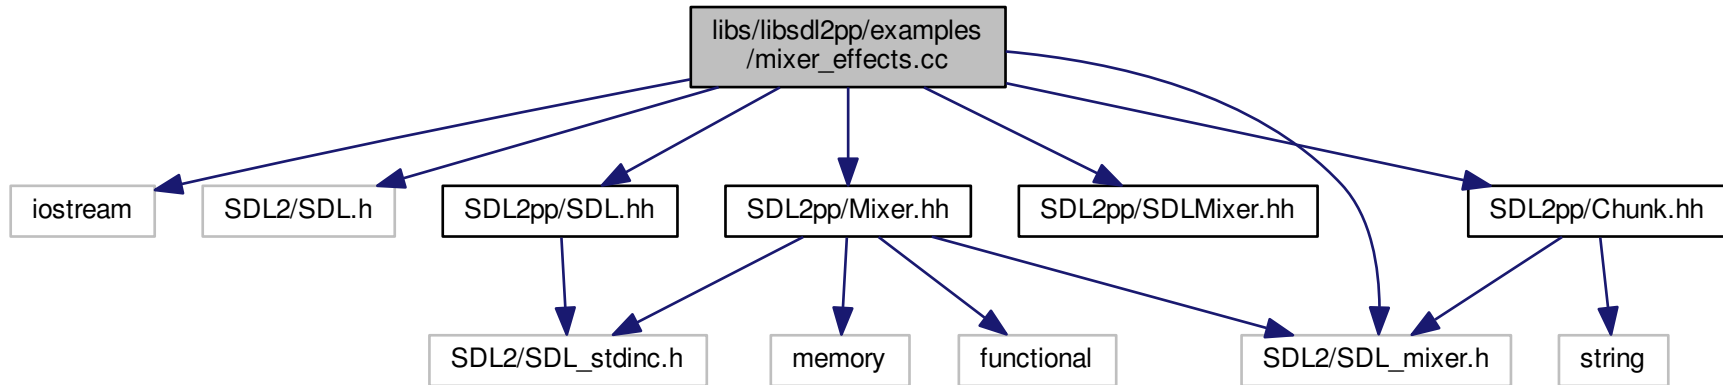 libs/libsdl2pp/examples
/mixer_effects.cc
iostream
SDL2/SDL.h
SDL2pp/SDL.hh
SDL2pp/Mixer.hh
SDL2pp/SDLMixer.hh
SDL2pp/Chunk.hh
SDL2/SDL_stdinc.h
memory
functional
SDL2/SDL_mixer.h
string